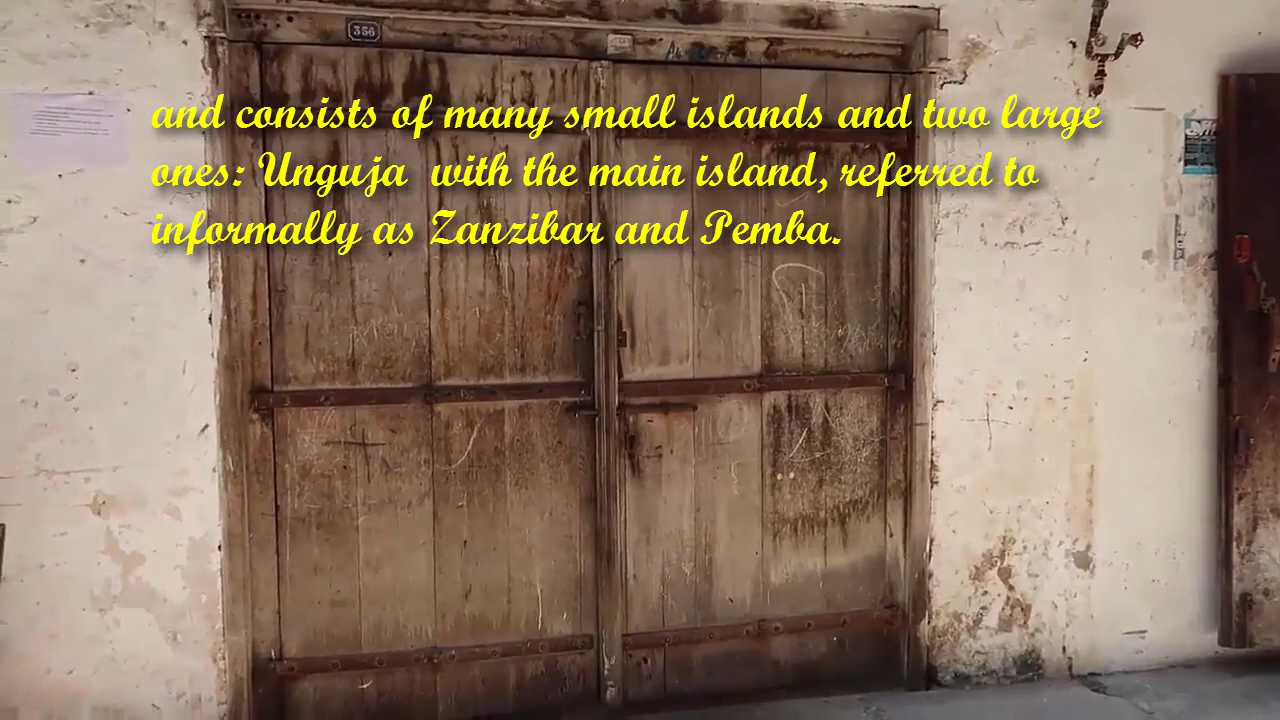 356
and consists of many small islands and two large
ones: Unguja with the main island, referred to
informally as Zanzibar and Pemba.